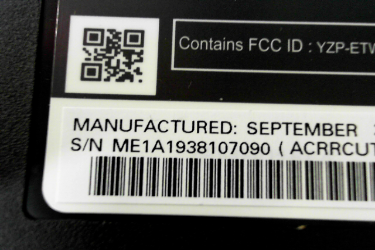 Contains FCC ID : YZP-ETW
MANUFACTURED: SEPTEMBER
S/N ME1A1938107090 ( ACRRCUT